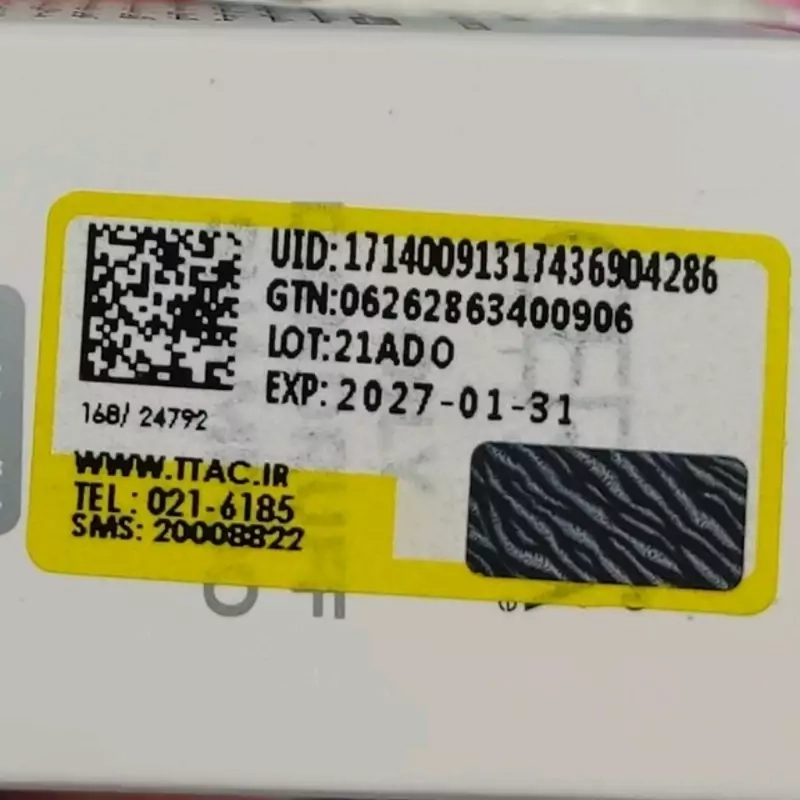 UID:17140091317436904286
GTN:06262863400906
LOT:21ADO
EXP: 2027-01-31
168/ 24792
WWW.TTAC.IR
TEL: 021-6185
SMS: 20008822